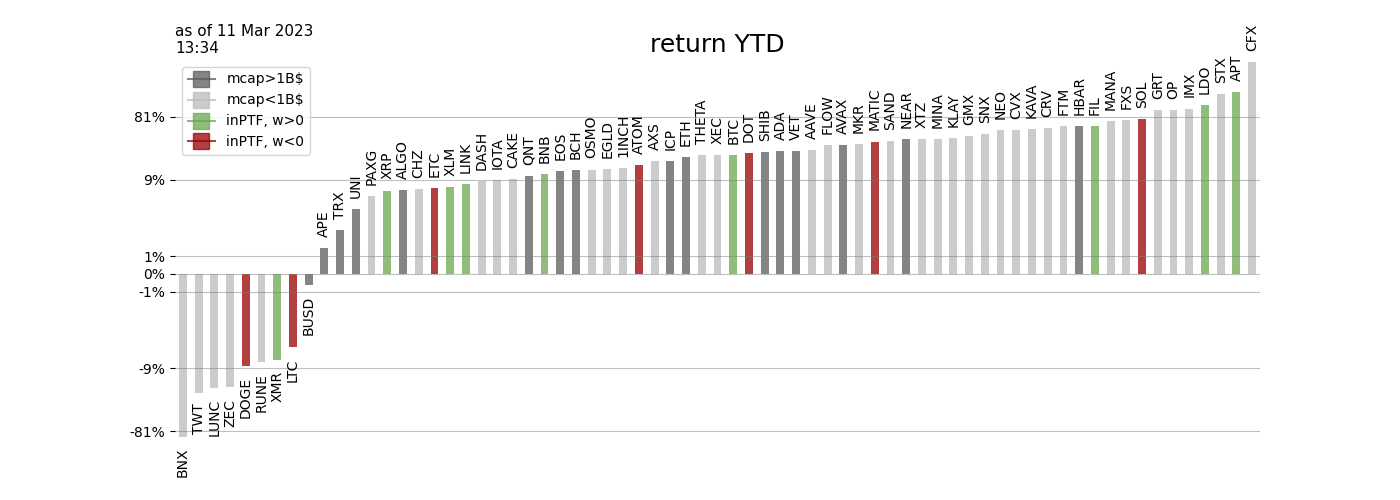 as of 11 Mar 2023
13:34
return YTD
mcap>1B$
mcap<1B$
inPTF, w>0
inPTF, w<0
81%
9%
1%
0%
-1%
-9%
-81%
BNX
TWT
LUNC
ZEC
DOGE
RUNE
XMR
LTC
BUSD
APE
TRX
UNI
PAXG
XRP
ALGO
CHZ
ETC
XLM
LINK
DASH
IOTA
CAKE
QNT
BNB
EOS
BCH
OSMO
EGLD
1INCH
ATOM
AXS
ICP
ETH
THETA
XEC
BTC
DOT
SHIB
ADA
VET
AAVE
FLOW
AVAX
MKR
MATIC
SAND
NEAR
XTZ
MINA
KLAY
GMX
SNX
NEO
CVX
KAVA
CRV
FTM
HBAR
FIL
MANA
FXS
SOL
GRT
OP
IMX
LDO
STX
APT
CFX